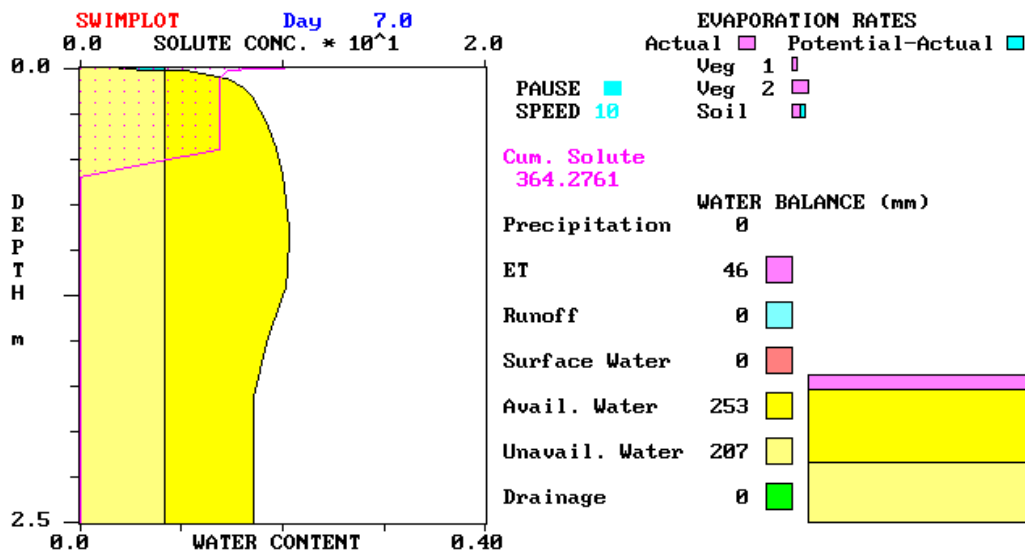 SWIMPLOT Day 7.0
0.0 SOLUTE CONC. * 10^1 2.0
0.0
DEPTH m
2.5
0.0 WATER CONTENT 0.40
EVAPORATION RATES
Actual Potential-Actual
Veg 1
Veg 2
Soil
PAUSE
SPEED 10
Cum. Solute
364.2761
WATER BALANCE (mm)
Precipitation 0
ET 46
Runoff 0
Surface Water 0
Avail. Water 253
Unavail. Water 207
Drainage 0